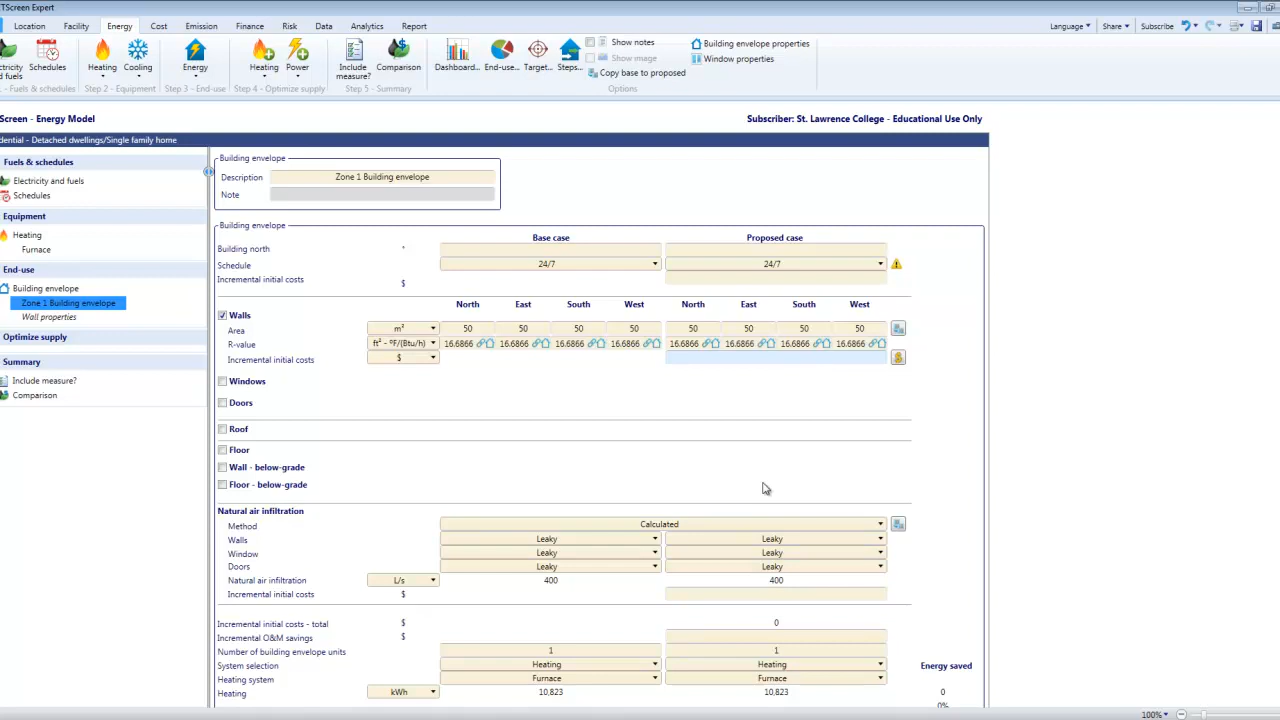 TScreen Expert
Location Facility Energy Cost Emission Finance Risk Data Analytics Report Language Share Subscribe
Show notes Building envelope properties
Show image Window properties
Copy base to proposed
ctricity Schedules Heating Cooling Energy Heating Power Include Comparison Dashboard... End-use... Target... Steps...
d fuels measure?
- Fuels & schedules Step 2 - Equipment Step 3 - End-use Step 4 - Optimize supply Step 5 - Summary Options
Screen - Energy Model Subscriber: St. Lawrence College - Educational Use Only
dential - Detached dwellings/Single family home
Fuels & schedules
Electricity and fuels
Schedules
Equipment
Heating
Furnace
End-use
Building envelope
Zone 1 Building envelope
Wall properties
Optimize supply
Summary
Include measure?
Comparison
Building envelope
Description Zone 1 Building envelope
Note
Building envelope
Base case Proposed case
Building north °
Schedule 24/7 24/7
Incremental initial costs $
North East South West North East South West
Walls
Area m² 50 50 50 50 50 50 50 50
R-value ft² - °F/(Btu/h) 16.6866 16.6866 16.6866 16.6866 16.6866 16.6866 16.6866 16.6866
Incremental initial costs $
Windows
Doors
Roof
Floor
Wall - below-grade
Floor - below-grade
Natural air infiltration
Method Calculated
Walls Leaky Leaky
Window Leaky Leaky
Doors Leaky Leaky
Natural air infiltration L/s 400 400
Incremental initial costs $
Incremental initial costs - total $ 0
Incremental O&M savings $
Number of building envelope units 1 1
System selection Heating Heating Energy saved
Heating system Furnace Furnace
Heating kWh 10,823 10,823 0
0%
100%